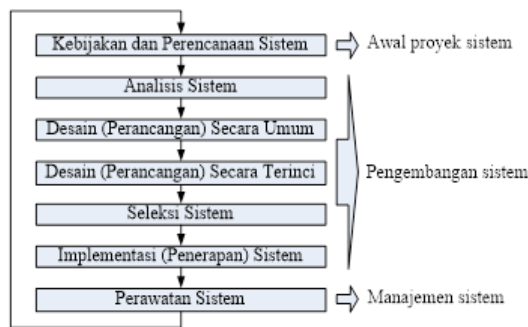 Kebijakan dan Perencanaan Sistem
Awal proyek sistem
Analisis Sistem
Desain (Perancangan) Secara Umum
Desain (Perancangan) Secara Terinci
Pengembangan sistem
Seleksi Sistem
Implementasi (Penerapan) Sistem
Perawatan Sistem
Manajemen sistem